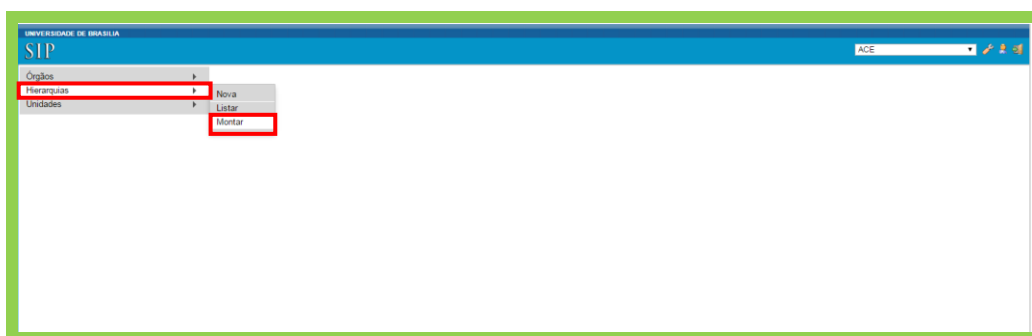 UNIVERSIDADE DE BRASILIA
SIP
ACE
Órgãos
Hierarquias
Unidades
Nova
Listar
Montar